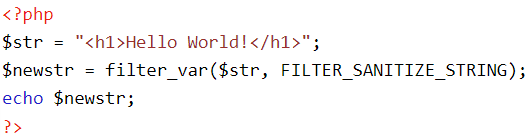 <?php
$str = "<h1>Hello World!</h1>";
$newstr = filter_var($str, FILTER_SANITIZE_STRING);
echo $newstr;
?>